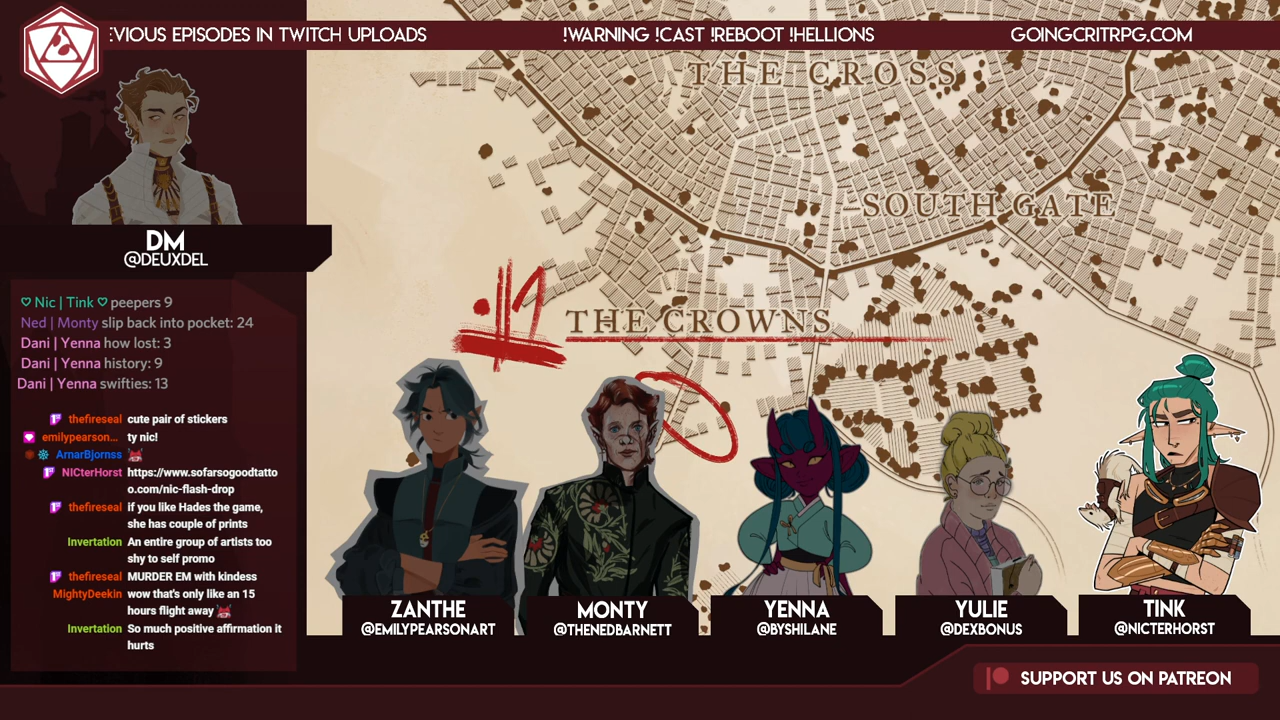 EVIOUS EPISODES IN TWITCH UPLOADS
!WARNING !CAST !REBOOT !HELLIONS
GOINGCRITRPG.COM
THE CROSS
SOUTH GATE
THE CROWNS
DM
@DEUXDEL
♡ Nic | Tink ♡ peepers 9
Ned | Monty slip back into pocket: 24
Dani | Yenna how lost: 3
Dani | Yenna history: 9
Dani | Yenna swifties: 13
thefireseal cute pair of stickers
emilypearson... ty nic!
ArnarBjornss
NICterHorst https://www.sofarsogoodtatto
o.com/nic-flash-drop
thefireseal if you like Hades the game,
she has couple of prints
Invertation An entire group of artists too
shy to self promo
thefireseal MURDER EM with kindess
MightyDeekin wow that's only like an 15
hours flight away
Invertation So much positive affirmation it
hurts
ZANTHE
@EMILYPEARSONART
MONTY
@THENEDBARNETT
YENNA
@BYSHILANE
YULIE
@DEXBONUS
TINK
@NICTERHORST
SUPPORT US ON PATREON